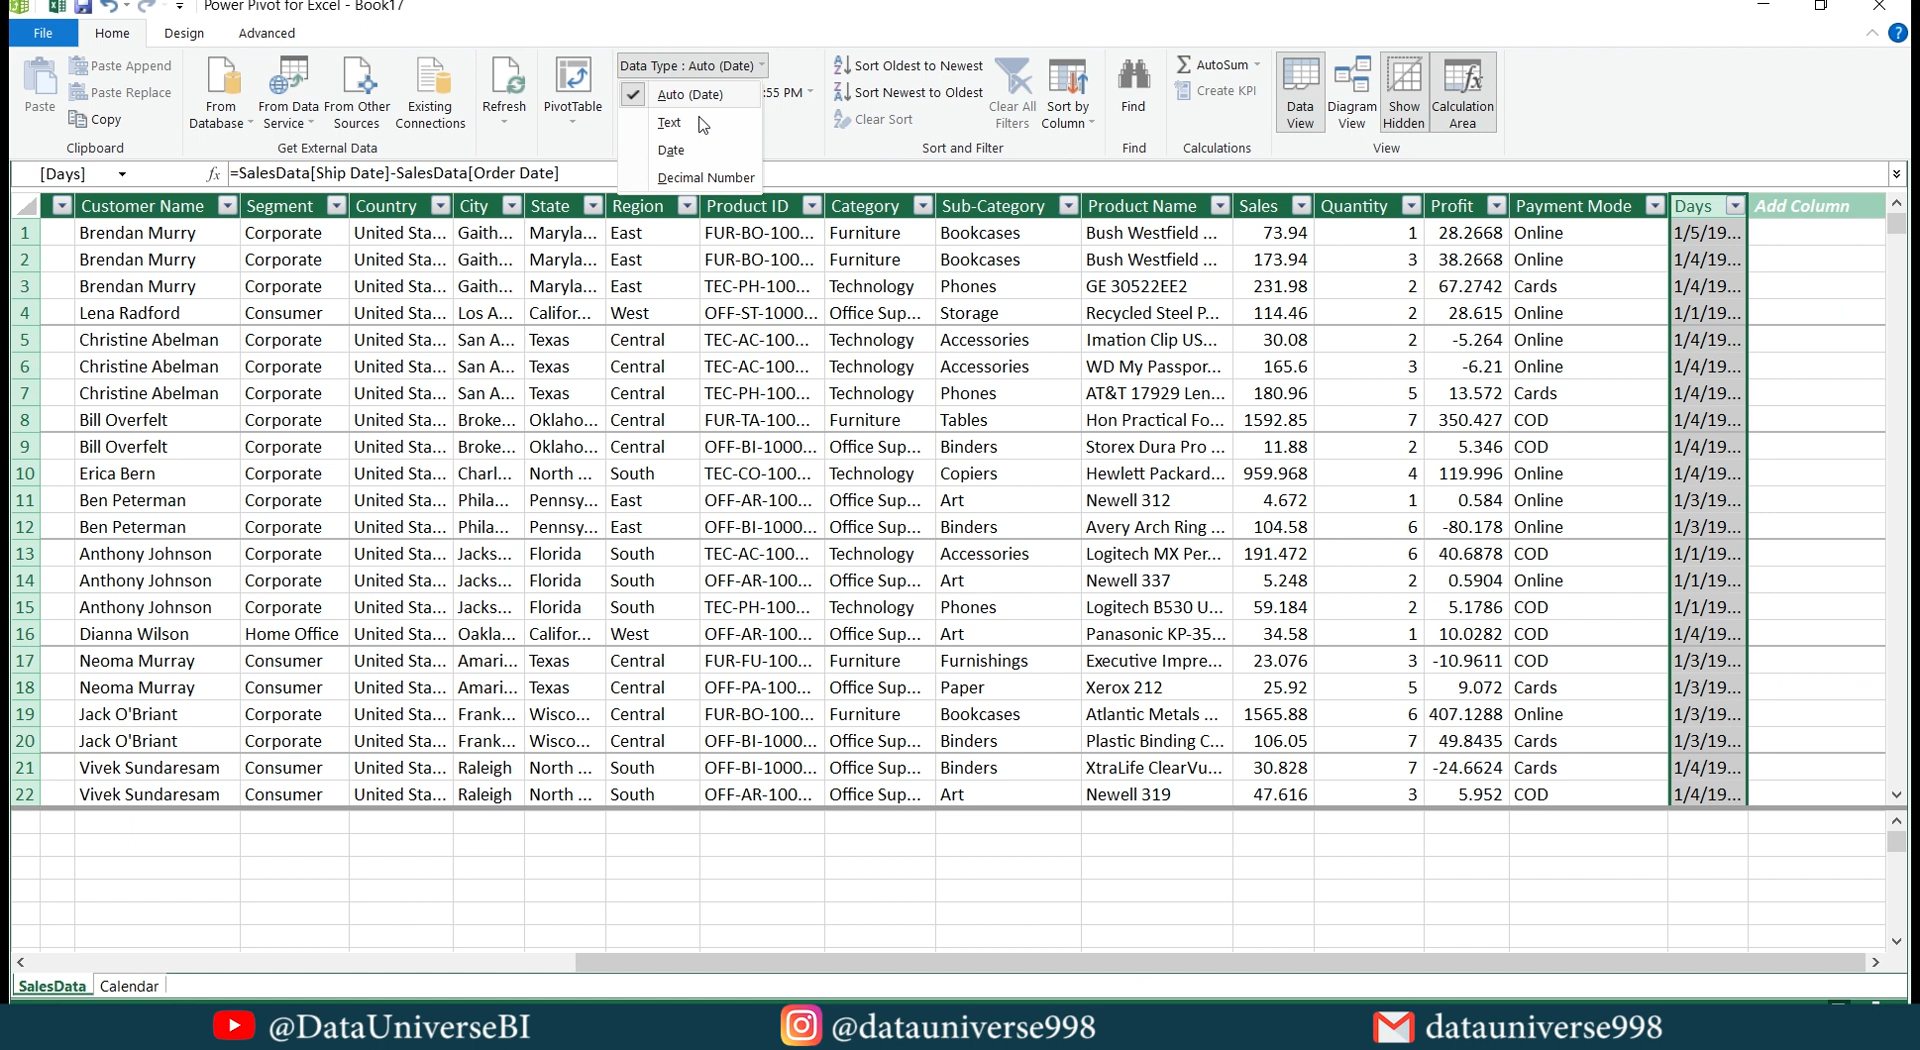 Power Pivot for Excel - Book17
File Home Design Advanced
Paste
Paste Append
Paste Replace
Copy
Clipboard
From Database
From Data Service
From Other Sources
Existing Connections
Get External Data
Refresh
PivotTable
Data Type : Auto (Date)
:55 PM
Auto (Date)
Text
Date
Decimal Number
Sort Oldest to Newest
Sort Newest to Oldest
Clear Sort
Clear All Filters
Sort by Column
Sort and Filter
Find
Find
AutoSum
Create KPI
Calculations
Data View
Diagram View
Show Hidden
Calculation Area
View
[Days] fx =SalesData[Ship Date]-SalesData[Order Date]
Customer Name Segment Country City State Region Product ID Category Sub-Category Product Name Sales Quantity Profit Payment Mode Days Add Column
1 Brendan Murry Corporate United Sta... Gaith... Maryla... East FUR-BO-100... Furniture Bookcases Bush Westfield ... 73.94 1 28.2668 Online 1/5/19...
2 Brendan Murry Corporate United Sta... Gaith... Maryla... East FUR-BO-100... Furniture Bookcases Bush Westfield ... 173.94 3 38.2668 Online 1/4/19...
3 Brendan Murry Corporate United Sta... Gaith... Maryla... East TEC-PH-100... Technology Phones GE 30522EE2 231.98 2 67.2742 Cards 1/4/19...
4 Lena Radford Consumer United Sta... Los A... Califor... West OFF-ST-1000... Office Sup... Storage Recycled Steel P... 114.46 2 28.615 Online 1/1/19...
5 Christine Abelman Corporate United Sta... San A... Texas Central TEC-AC-100... Technology Accessories Imation Clip US... 30.08 2 -5.264 Online 1/4/19...
6 Christine Abelman Corporate United Sta... San A... Texas Central TEC-AC-100... Technology Accessories WD My Passpor... 165.6 3 -6.21 Online 1/4/19...
7 Christine Abelman Corporate United Sta... San A... Texas Central TEC-PH-100... Technology Phones AT&T 17929 Len... 180.96 5 13.572 Cards 1/4/19...
8 Bill Overfelt Corporate United Sta... Broke... Oklaho... Central FUR-TA-100... Furniture Tables Hon Practical Fo... 1592.85 7 350.427 COD 1/4/19...
9 Bill Overfelt Corporate United Sta... Broke... Oklaho... Central OFF-BI-1000... Office Sup... Binders Storex Dura Pro ... 11.88 2 5.346 COD 1/4/19...
10 Erica Bern Corporate United Sta... Charl... North ... South TEC-CO-100... Technology Copiers Hewlett Packard... 959.968 4 119.996 Online 1/4/19...
11 Ben Peterman Corporate United Sta... Phila... Pennsy... East OFF-AR-100... Office Sup... Art Newell 312 4.672 1 0.584 Online 1/3/19...
12 Ben Peterman Corporate United Sta... Phila... Pennsy... East OFF-BI-1000... Office Sup... Binders Avery Arch Ring ... 104.58 6 -80.178 Online 1/3/19...
13 Anthony Johnson Corporate United Sta... Jacks... Florida South TEC-AC-100... Technology Accessories Logitech MX Per... 191.472 6 40.6878 COD 1/1/19...
14 Anthony Johnson Corporate United Sta... Jacks... Florida South OFF-AR-100... Office Sup... Art Newell 337 5.248 2 0.5904 Online 1/1/19...
15 Anthony Johnson Corporate United Sta... Jacks... Florida South TEC-PH-100... Technology Phones Logitech B530 U... 59.184 2 5.1786 COD 1/1/19...
16 Dianna Wilson Home Office United Sta... Oakla... Califor... West OFF-AR-100... Office Sup... Art Panasonic KP-35... 34.58 1 10.0282 COD 1/4/19...
17 Neoma Murray Consumer United Sta... Amari... Texas Central FUR-FU-100... Furniture Furnishings Executive Impre... 23.076 3 -10.9611 COD 1/3/19...
18 Neoma Murray Consumer United Sta... Amari... Texas Central OFF-PA-100... Office Sup... Paper Xerox 212 25.92 5 9.072 Cards 1/3/19...
19 Jack O'Briant Corporate United Sta... Frank... Wisco... Central FUR-BO-100... Furniture Bookcases Atlantic Metals ... 1565.88 6 407.1288 Online 1/3/19...
20 Jack O'Briant Corporate United Sta... Frank... Wisco... Central OFF-BI-1000... Office Sup... Binders Plastic Binding C... 106.05 7 49.8435 Cards 1/3/19...
21 Vivek Sundaresam Consumer United Sta... Raleigh North ... South OFF-BI-1000... Office Sup... Binders XtraLife ClearVu... 30.828 7 -24.6624 Cards 1/4/19...
22 Vivek Sundaresam Consumer United Sta... Raleigh North ... South OFF-AR-100... Office Sup... Art Newell 319 47.616 3 5.952 COD 1/4/19...
SalesData Calendar
@DataUniverseBI @datauniverse998 datauniverse998